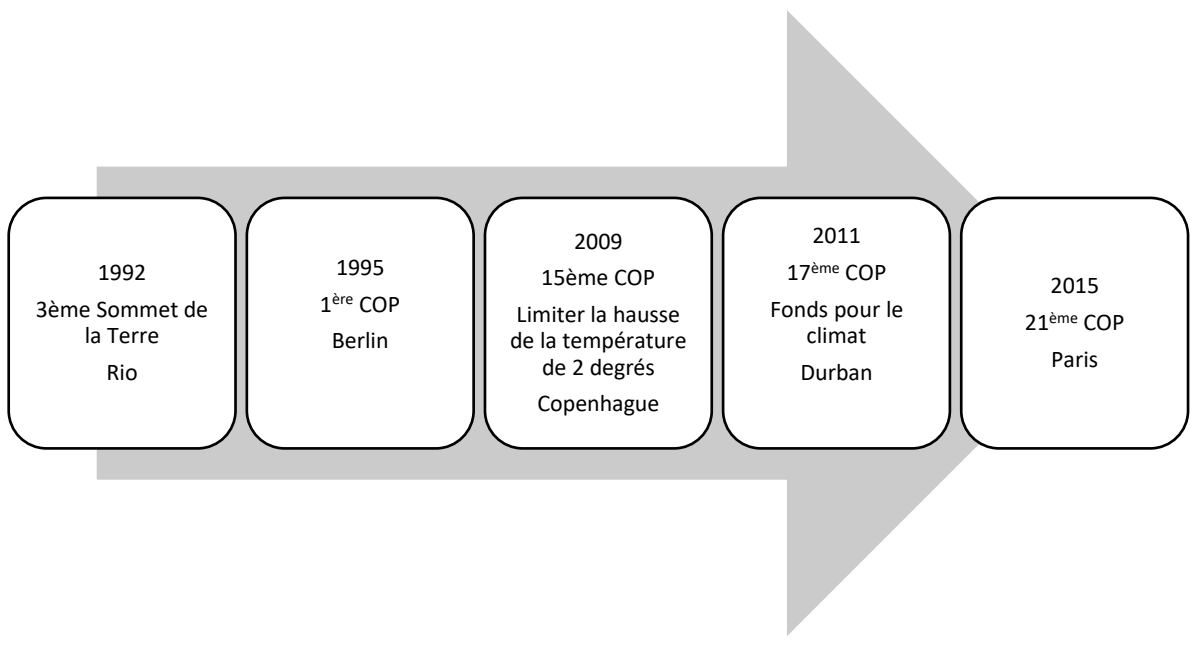 1992
3ème Sommet de
la Terre
Rio
1995
1ère COP
Berlin
2009
15ème COP
Limiter la hausse
de la température
de 2 degrés
Copenhague
2011
17ème COP
Fonds pour le
climat
Durban
2015
21ème COP
Paris